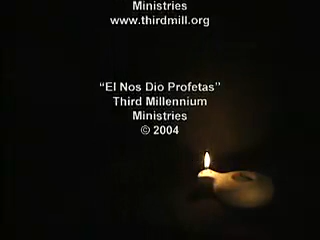 Ministries
www.thirdmill.org
“El Nos Dio Profetas”
Third Millennium
Ministries
© 2004